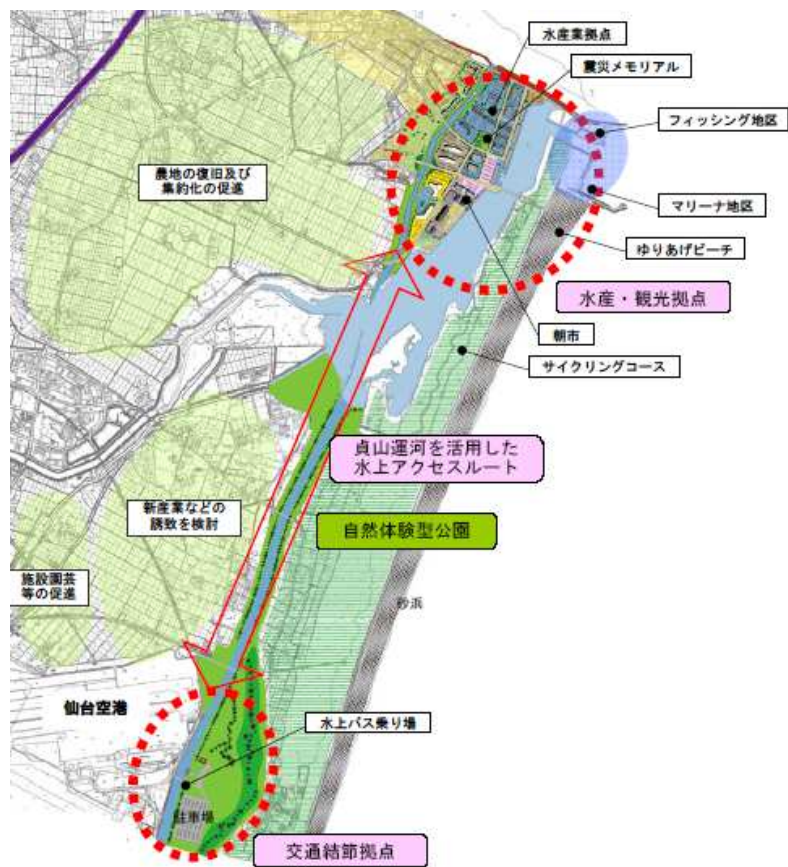 水産業拠点
震災メモリアル
フィッシング地区
農地の復旧及び
集約化の促進
マリーナ地区
ゆりあげビーチ
水産・観光拠点
朝市
サイクリングコース
貞山運河を活用した
水上アクセスルート
新産業などの
誘致を検討
自然体験型公園
施設園芸
等の促進
砂浜
仙台空港
水上バス乗り場
駐車場
交通結節拠点